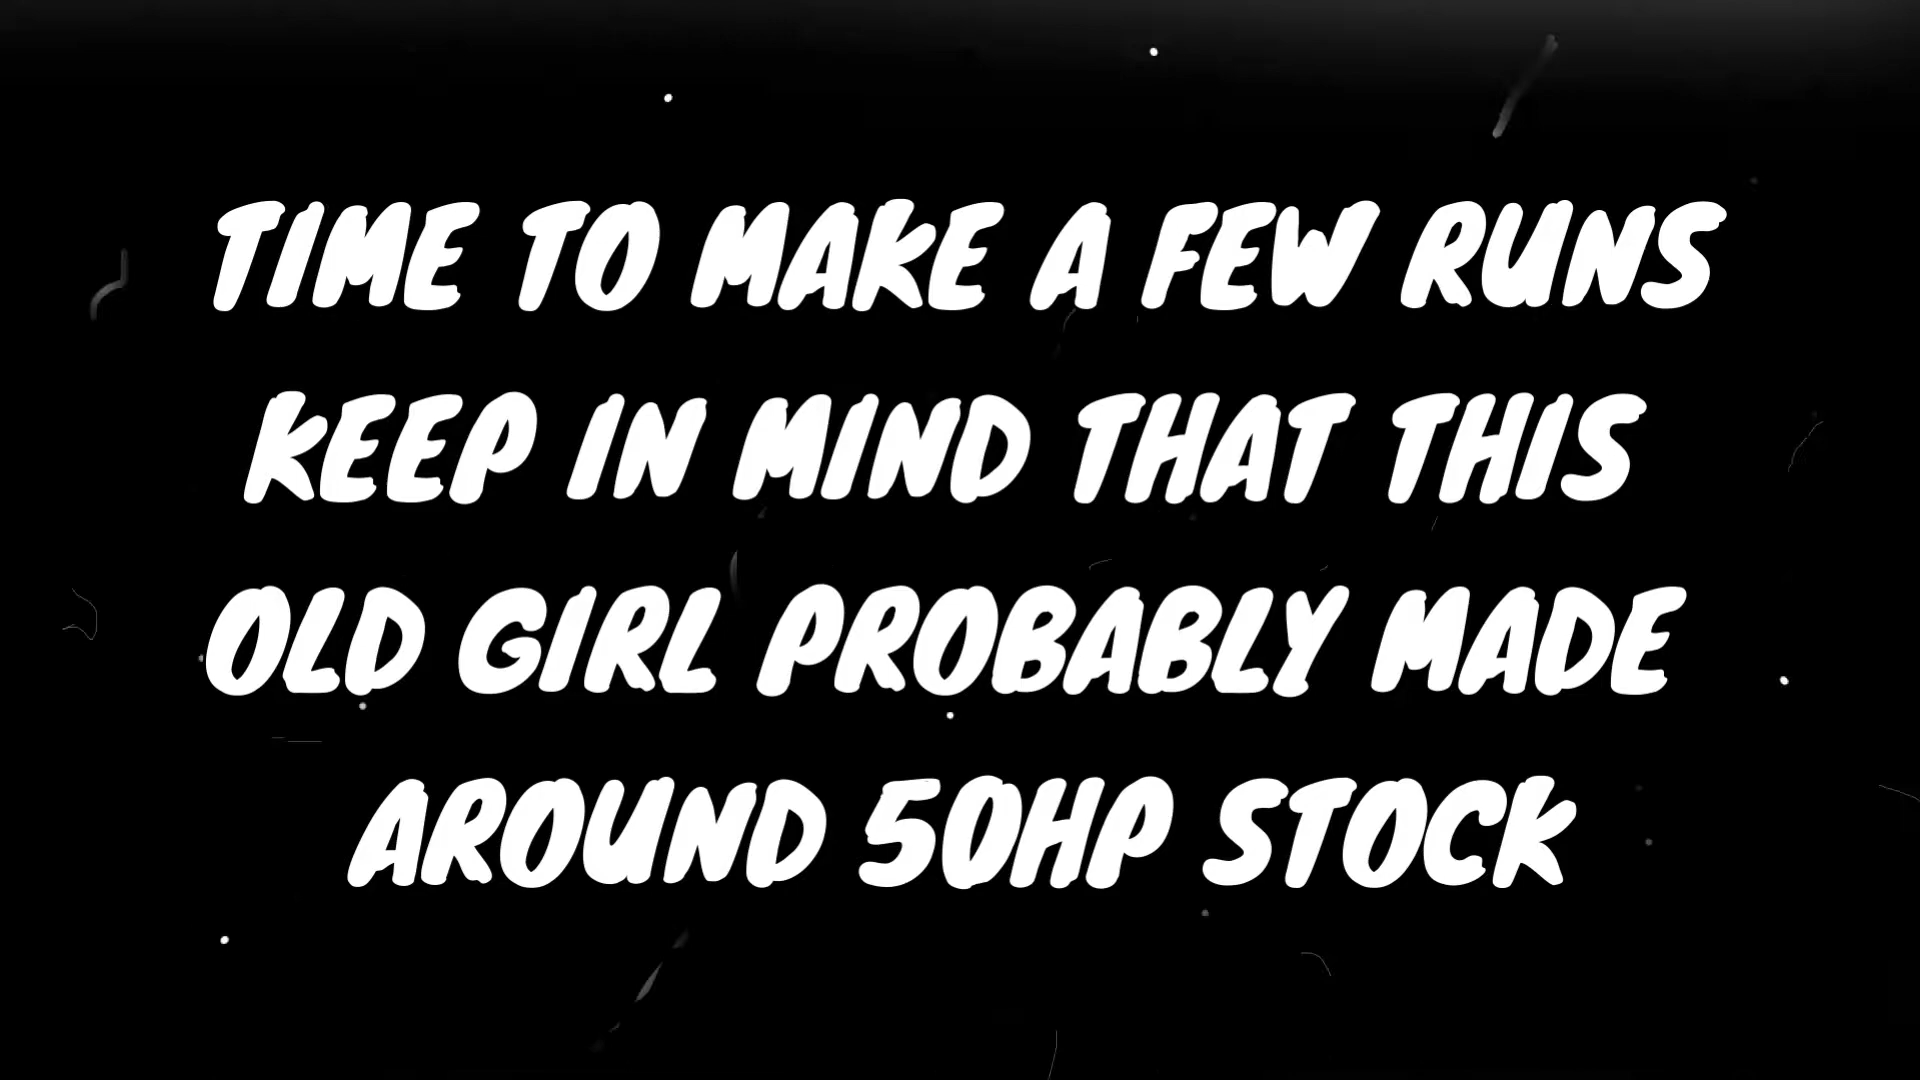 TIME TO MAKE A FEW RUNS
KEEP IN MIND THAT THIS
OLD GIRL PROBABLY MADE
AROUND 50HP STOCK